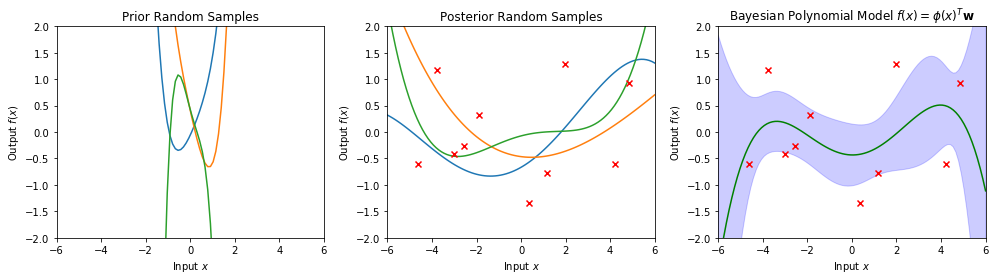 Prior Random Samples
2.0
1.5
1.0
0.5
0.0
−0.5
−1.0
−1.5
−2.0
Output f(x)
−6 −4 −2 0 2 4 6
Input x
Posterior Random Samples
2.0
1.5
1.0
0.5
0.0
−0.5
−1.0
−1.5
−2.0
Output f(x)
−6 −4 −2 0 2 4 6
Input x
Bayesian Polynomial Model f(x) = ϕ(x)ᵀw
2.0
1.5
1.0
0.5
0.0
−0.5
−1.0
−1.5
−2.0
Output f(x)
−6 −4 −2 0 2 4 6
Input x